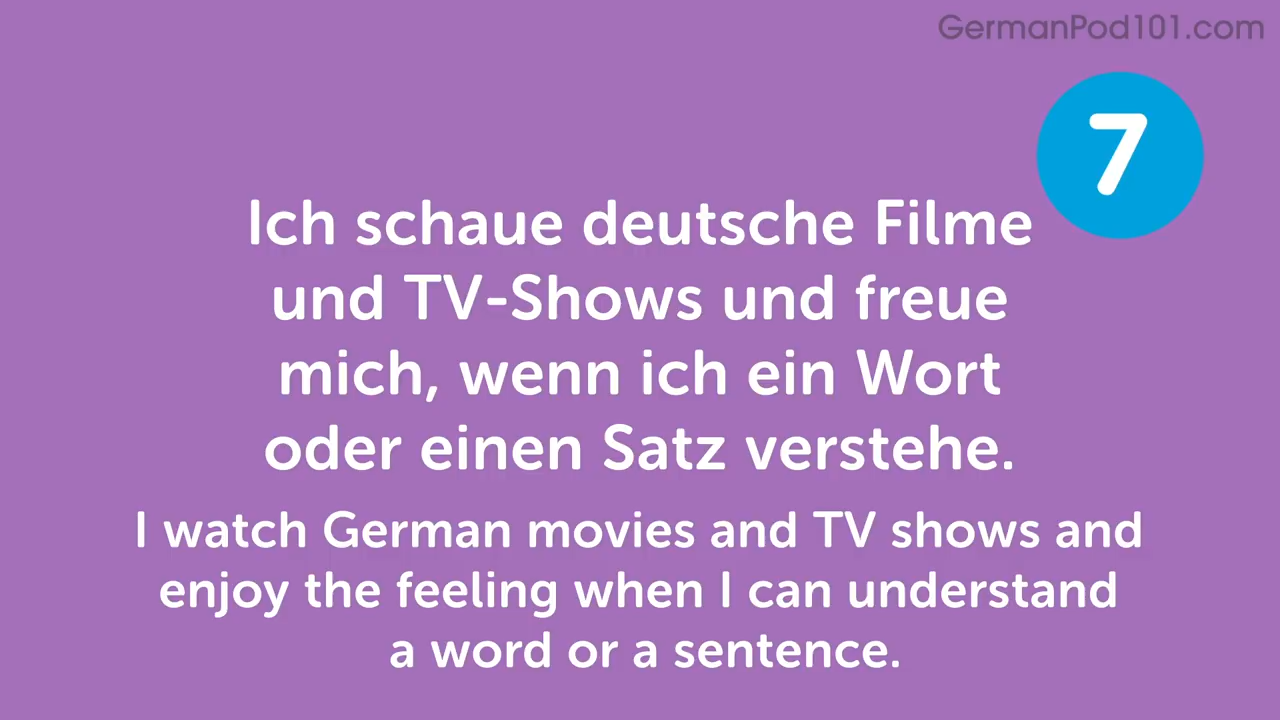 GermanPod101.com
7
Ich schaue deutsche Filme
und TV-Shows und freue
mich, wenn ich ein Wort
oder einen Satz verstehe.
I watch German movies and TV shows and
enjoy the feeling when I can understand
a word or a sentence.